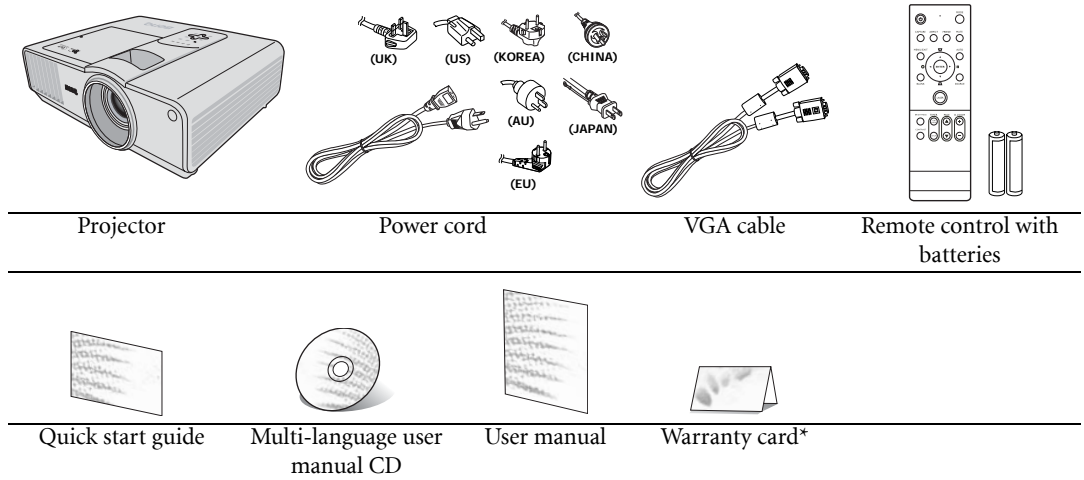 (UK)
(US)
(KOREA)
(CHINA)
(AU)
(JAPAN)
(EU)
Projector
Power cord
VGA cable
Remote control with
batteries
Quick start guide
Multi-language user
manual CD
User manual
Warranty card*